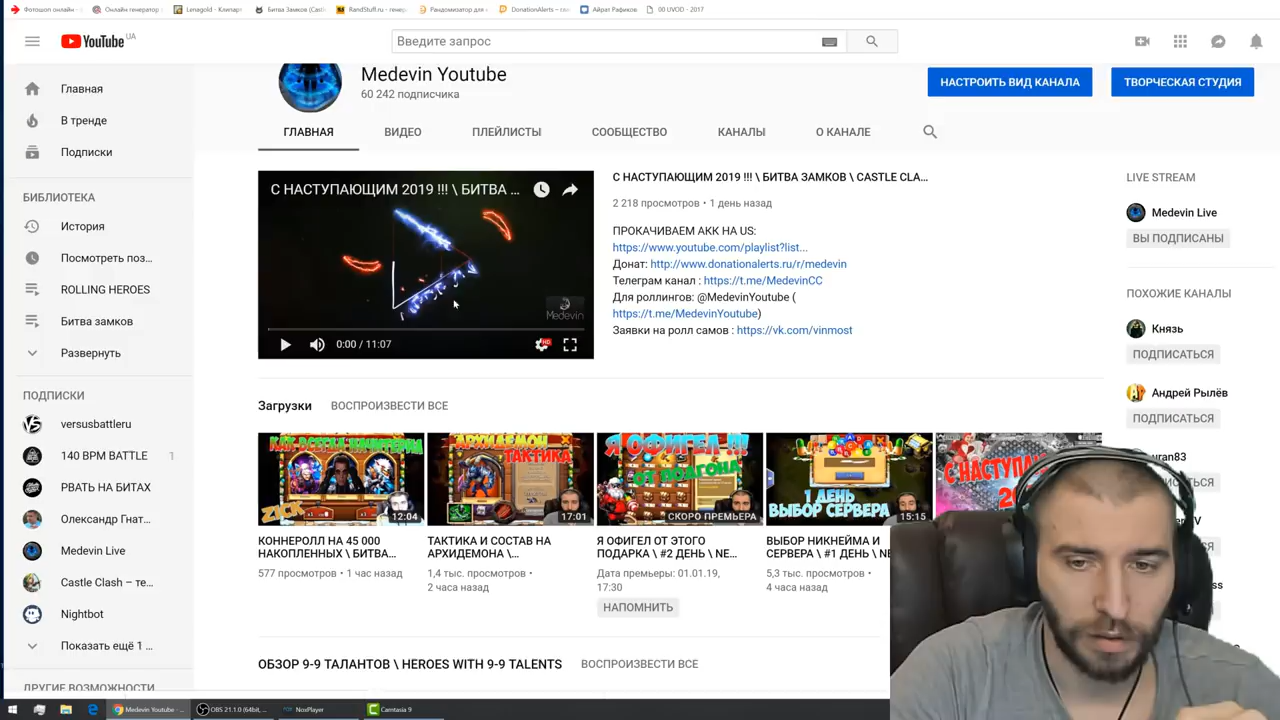 Фотошоп онлайн -
Онлайн генератор
Lenagold - Клипарт
Битва Замков (Castl
RandStuff.ru - генер
Рандомизатор для
DonationAlerts –
Айрат Рафиков
00 UVOD - 2017
YouTube UA
Введите запрос
Medevin Youtube
60 242 подписчика
НАСТРОИТЬ ВИД КАНАЛА
ТВОРЧЕСКАЯ СТУДИЯ
ГЛАВНАЯ
ВИДЕО
ПЛЕЙЛИСТЫ
СООБЩЕСТВО
КАНАЛЫ
О КАНАЛЕ
Главная
В тренде
Подписки
БИБЛИОТЕКА
История
Посмотреть поз...
ROLLING HEROES
Битва замков
Развернуть
ПОДПИСКИ
versusbattleru
140 BPM BATTLE 1
РВАТЬ НА БИТАХ
Олександр Гнат...
Medevin Live
Castle Clash – те...
Nightbot
Показать ещё 1 ...
ДРУГИЕ ВОЗМОЖНОСТИ
С НАСТУПАЮЩИМ 2019 !!! \ БИТВА ...
Medevin
0:00 / 11:07
HD
С НАСТУПАЮЩИМ 2019 !!! \ БИТВА ЗАМКОВ \ CASTLE CLA...
2 218 просмотров • 1 день назад
ПРОКАЧИВАЕМ АКК НА US:
https://www.youtube.com/playlist?list...
Донат: http://www.donationalerts.ru/r/medevin
Телеграм канал : https://t.me/MedevinCC
Для роллингов: @MedevinYoutube (
https://t.me/MedevinYoutube)
Заявки на ролл самов : https://vk.com/vinmost
LIVE STREAM
Medevin Live
ВЫ ПОДПИСАНЫ
ПОХОЖИЕ КАНАЛЫ
Князь
ПОДПИСАТЬСЯ
Андрей Рылёв
ПОДПИСАТЬСЯ
uran83
Загрузки
ВОСПРОИЗВЕСТИ ВСЕ
КАК ВСЕГДА НАЧИТЕРИЛ
ZICK
12:04
КОННЕРОЛЛ НА 45 000
НАКОПЛЕННЫХ \ БИТВА...
577 просмотров • 1 час назад
АРХИДЕМОН
ТАКТИКА
17:01
ТАКТИКА И СОСТАВ НА
АРХИДЕМОНА \...
1,4 тыс. просмотров •
2 часа назад
Я ОФИГЕЛ !!!
ОТ ПОДГОНА
СКОРО ПРЕМЬЕРА
Я ОФИГЕЛ ОТ ЭТОГО
ПОДАРКА \ #2 ДЕНЬ \ NE...
Дата премьеры: 01.01.19,
17:30
НАПОМНИТЬ
1 ДЕНЬ
ВЫБОР СЕРВЕРА
15:15
ВЫБОР НИКНЕЙМА И
СЕРВЕРА \ #1 ДЕНЬ \ NE
5,3 тыс. просмотров •
4 часа назад
ОБЗОР 9-9 ТАЛАНТОВ \ HEROES WITH 9-9 TALENTS
ВОСПРОИЗВЕСТИ ВСЕ
Medevin Youtube - ...
OBS 21.1.0 (64bit, ...
NoxPlayer
Camtasia 9